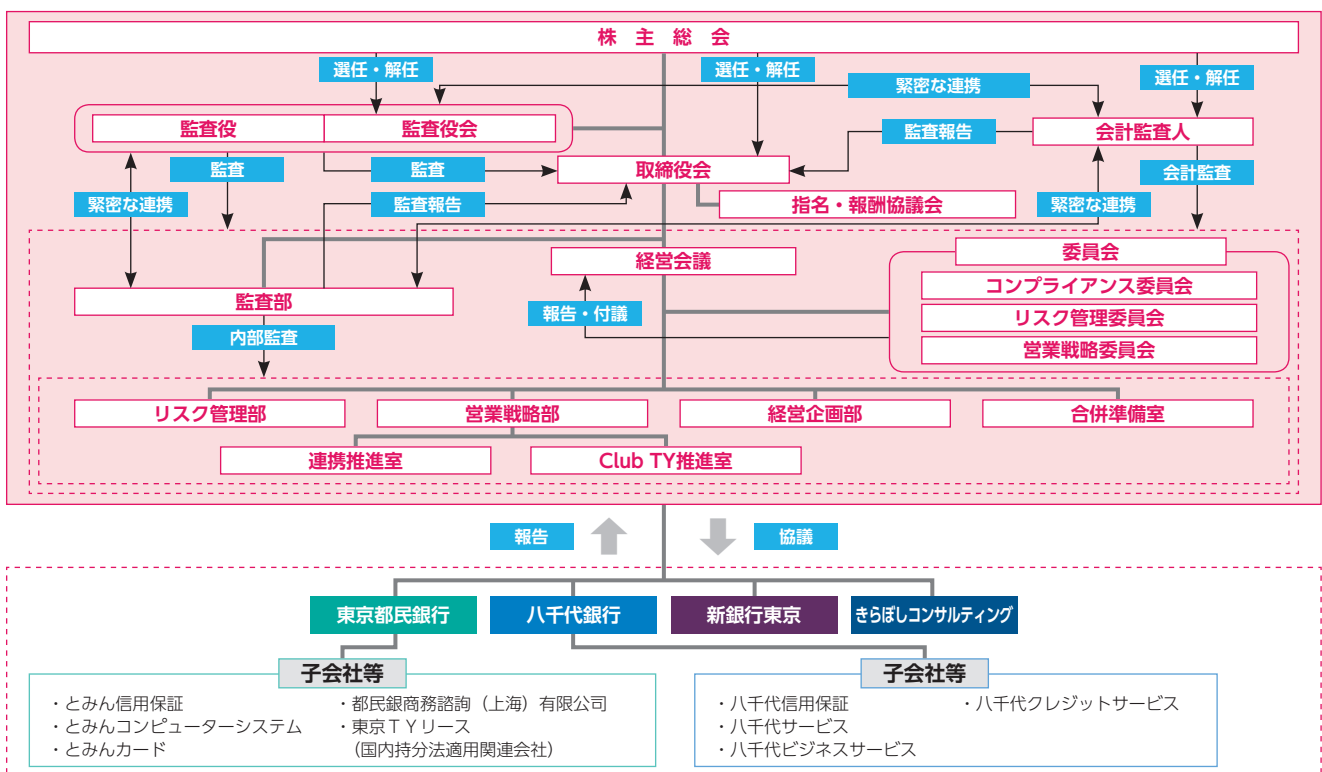 株主総会
選任・解任
選任・解任
選任・解任
緊密な連携
監査役
監査役会
監査報告
会計監査人
監査
監査
取締役会
会計監査
緊密な連携
監査報告
指名・報酬協議会
緊密な連携
経営会議
委員会
コンプライアンス委員会
リスク管理委員会
営業戦略委員会
監査部
報告・付議
内部監査
リスク管理部
営業戦略部
経営企画部
合併準備室
連携推進室
Club TY推進室
報告
協議
東京都民銀行
八千代銀行
新銀行東京
きらぼしコンサルティング
子会社等
・とみん信用保証
・とみんコンピューターシステム
・とみんカード
・都民銀商務諮詢（上海）有限公司
・東京ＴＹリース
（国内持分法適用関連会社）
子会社等
・八千代信用保証
・八千代サービス
・八千代ビジネスサービス
・八千代クレジットサービス